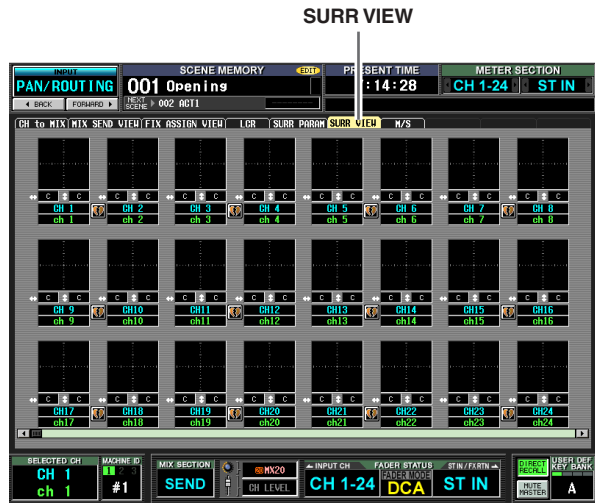 SURR VIEW
INPUT
PAN/ROUTING
BACK FORWARD
SCENE MEMORY EDIT
001 Opening
NEXT SCENE 002 ACT1
PRESENT TIME
:14:28
METER SECTION
CH 1-24 ST IN
CH to MIX MIX SEND VIEW FIX ASSIGN VIEW LCR SURR PARAM SURR VIEW M/S
C C C C C C C C C C C C C C C C
CH 1 CH 2 CH 3 CH 4 CH 5 CH 6 CH 7 CH 8
ch 1 ch 2 ch 3 ch 4 ch 5 ch 6 ch 7 ch 8
C C C C C C C C C C C C C C C C
CH 9 CH10 CH11 CH12 CH13 CH14 CH15 CH16
ch 9 ch10 ch11 ch12 ch13 ch14 ch15 ch16
C C C C C C C C C C C C C C C C
CH17 CH18 CH19 CH20 CH21 CH22 CH23 CH24
ch17 ch18 ch19 ch20 ch21 ch22 ch23 ch24
SELECTED CH
CH 1
ch 1
MACHINE ID
1 2 3
#1
MIX SECTION
SEND
MX20
CH LEVEL
INPUT CH FADER STATUS ST IN/FXRTN
CH 1-24
FADER MODE
DCA
ST IN
DIRECT RECALL
MUTE MASTER
USER DEF KEY BANK
A